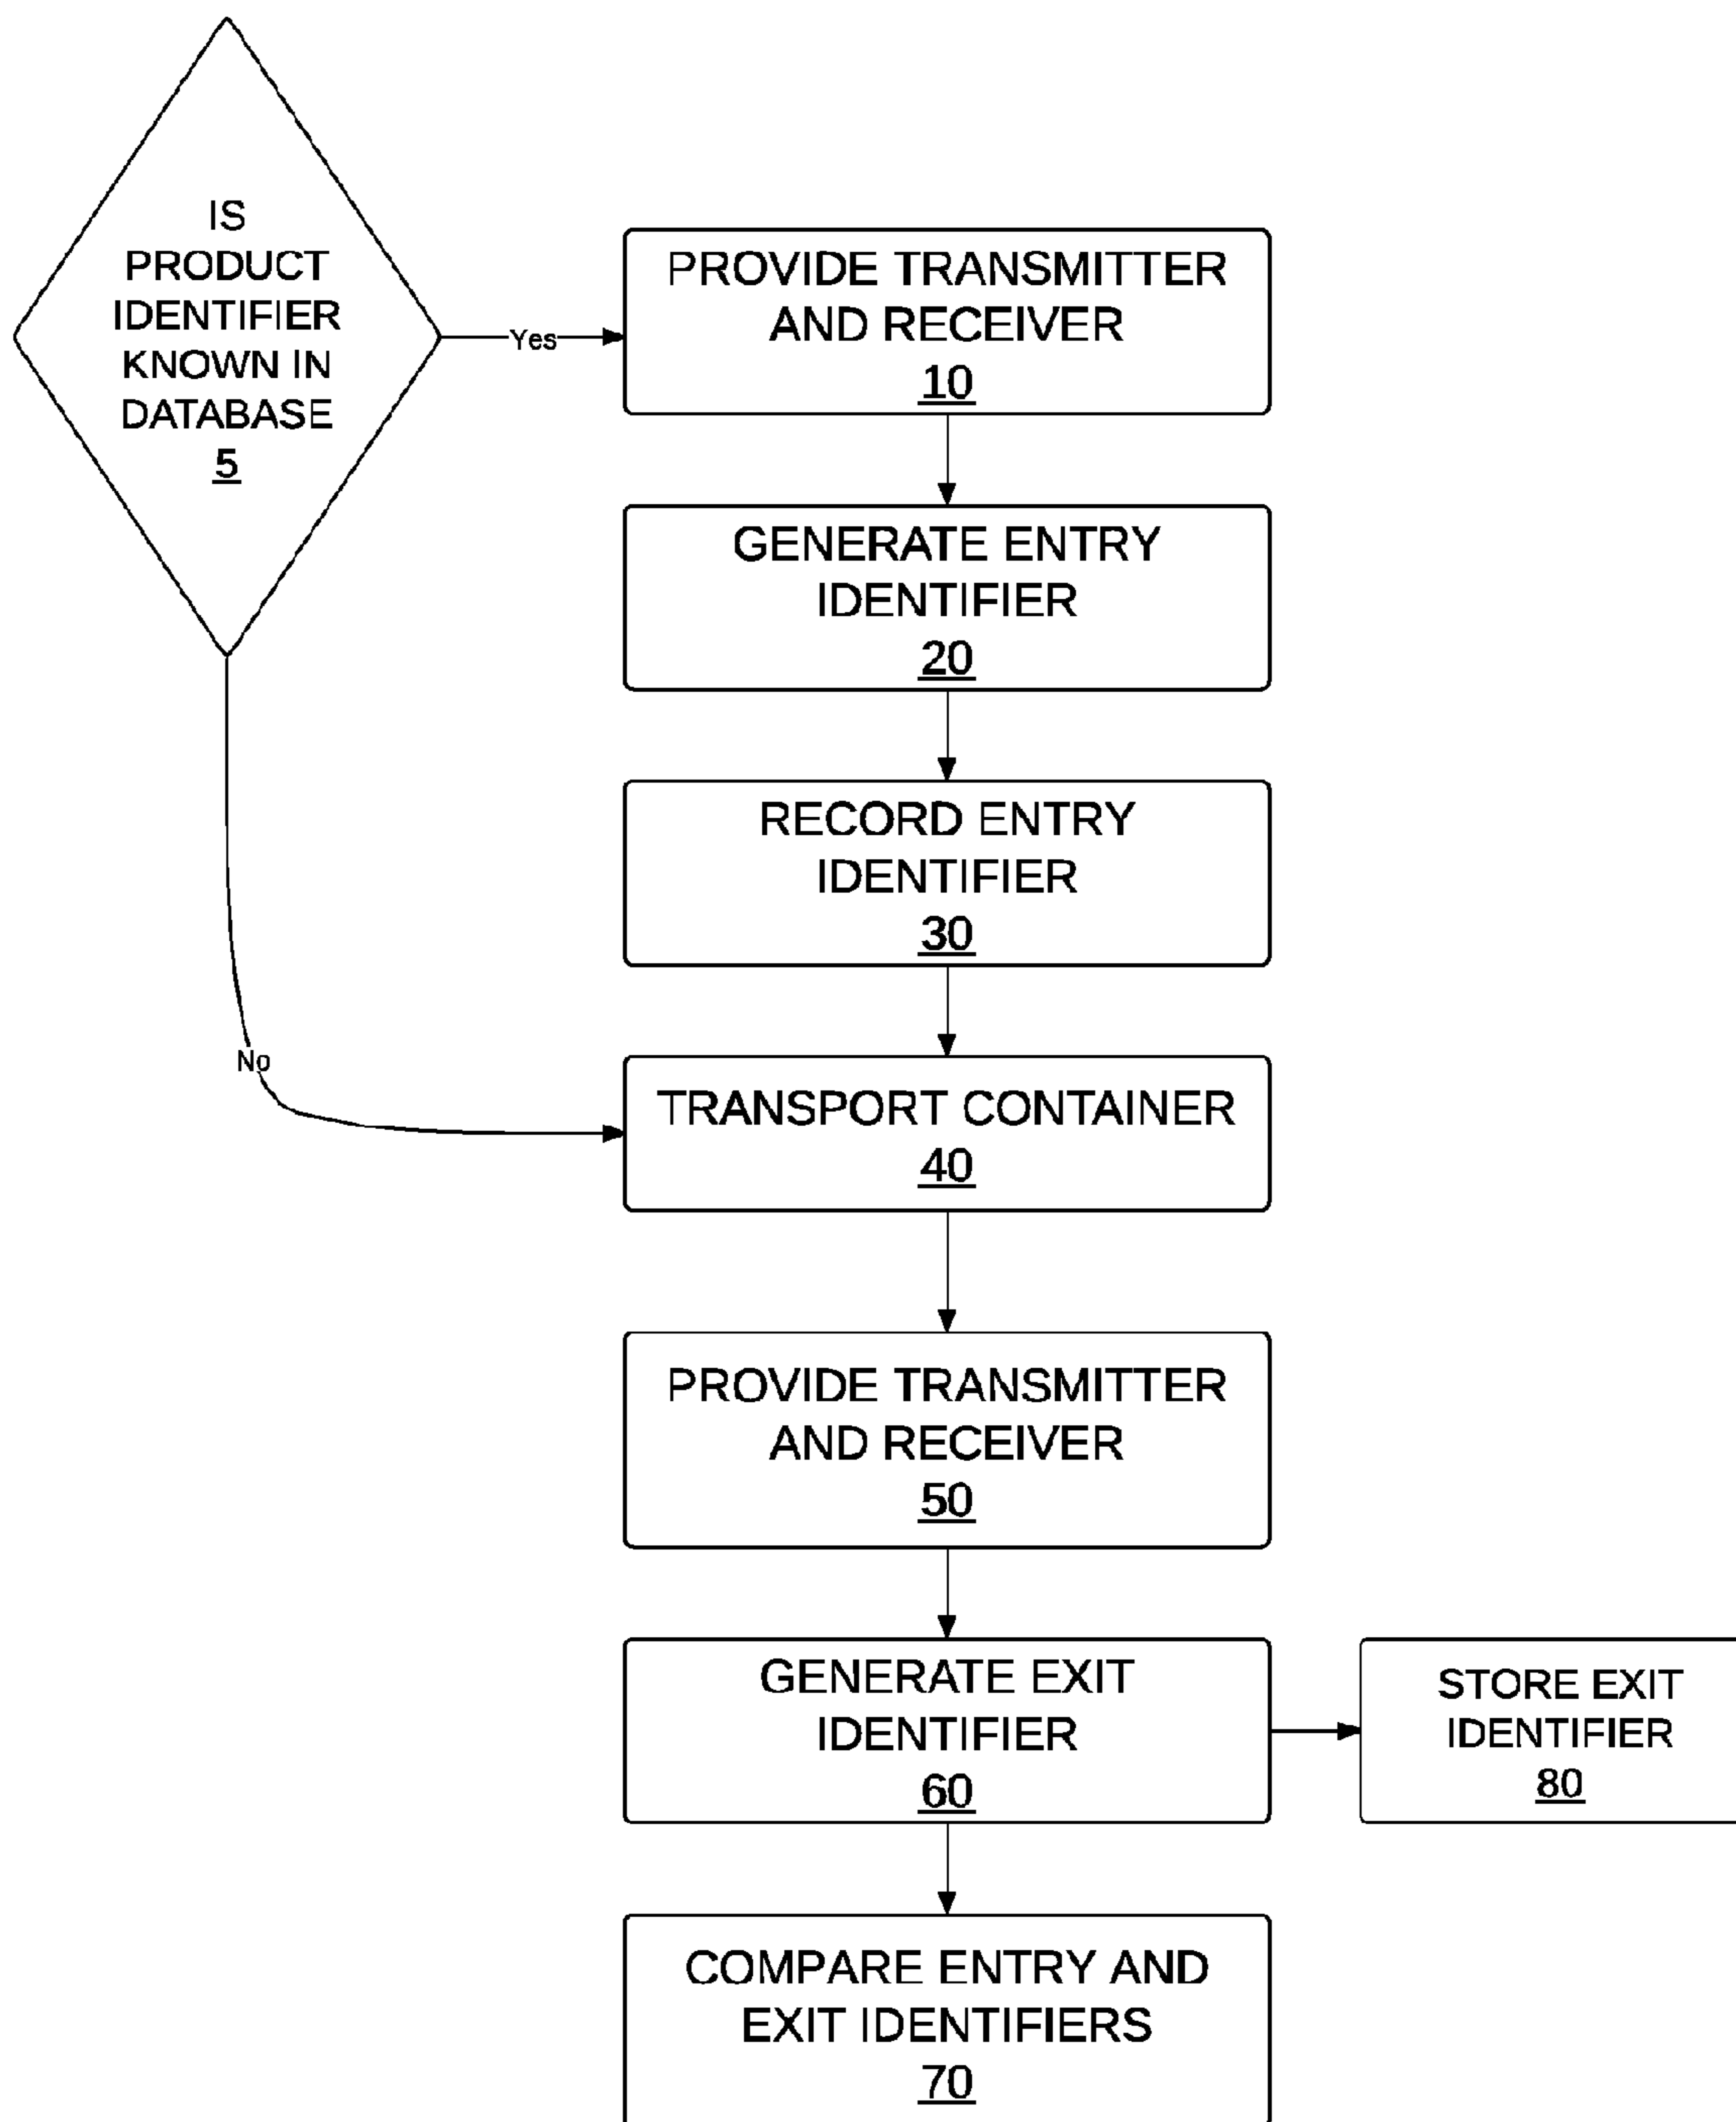 IS
PRODUCT
IDENTIFIER
KNOWN IN
DATABASE
5
Yes
PROVIDE TRANSMITTER
AND RECEIVER
10
GENERATE ENTRY
IDENTIFIER
20
RECORD ENTRY
IDENTIFIER
30
No
TRANSPORT CONTAINER
40
PROVIDE TRANSMITTER
AND RECEIVER
50
GENERATE EXIT
IDENTIFIER
60
STORE EXIT
IDENTIFIER
80
COMPARE ENTRY AND
EXIT IDENTIFIERS
70